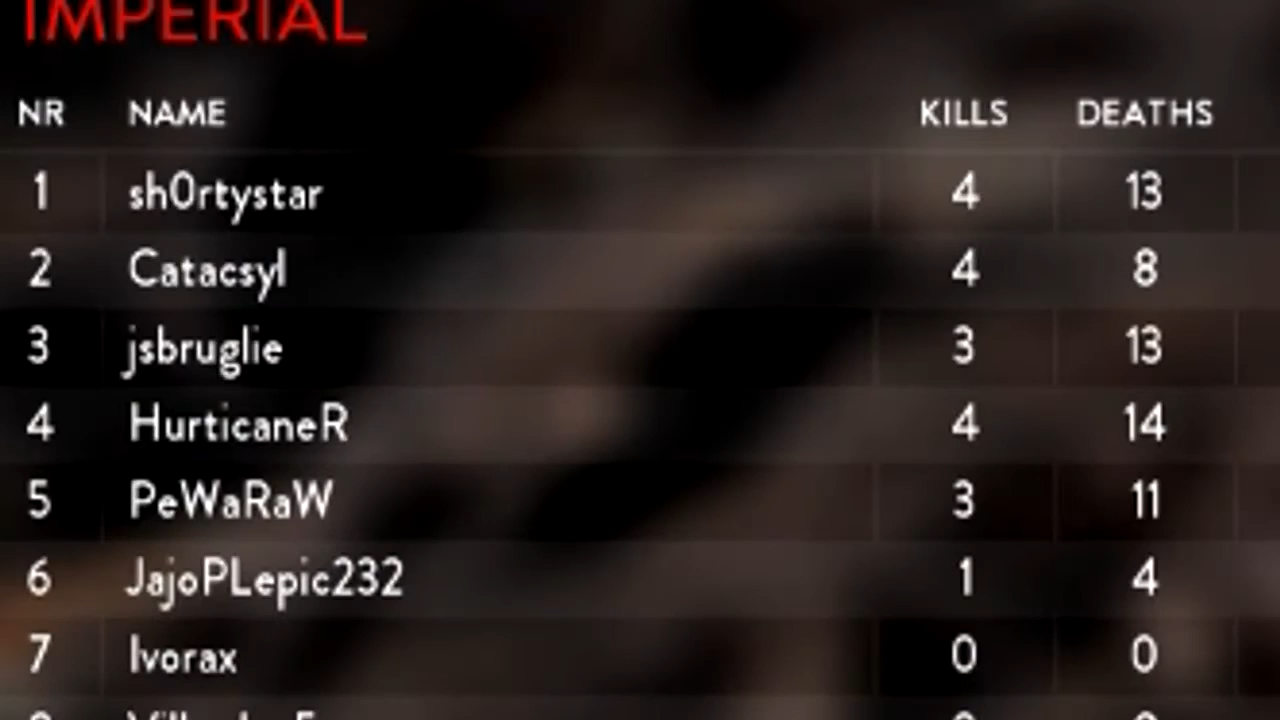 IMPERIAL
NR NAME KILLS DEATHS
1 sh0rtystar 4 13
2 Catacsyl 4 8
3 jsbruglie 3 13
4 HurticaneR 4 14
5 PeWaRaW 3 11
6 JajoPLepic232 1 4
7 Ivorax 0 0